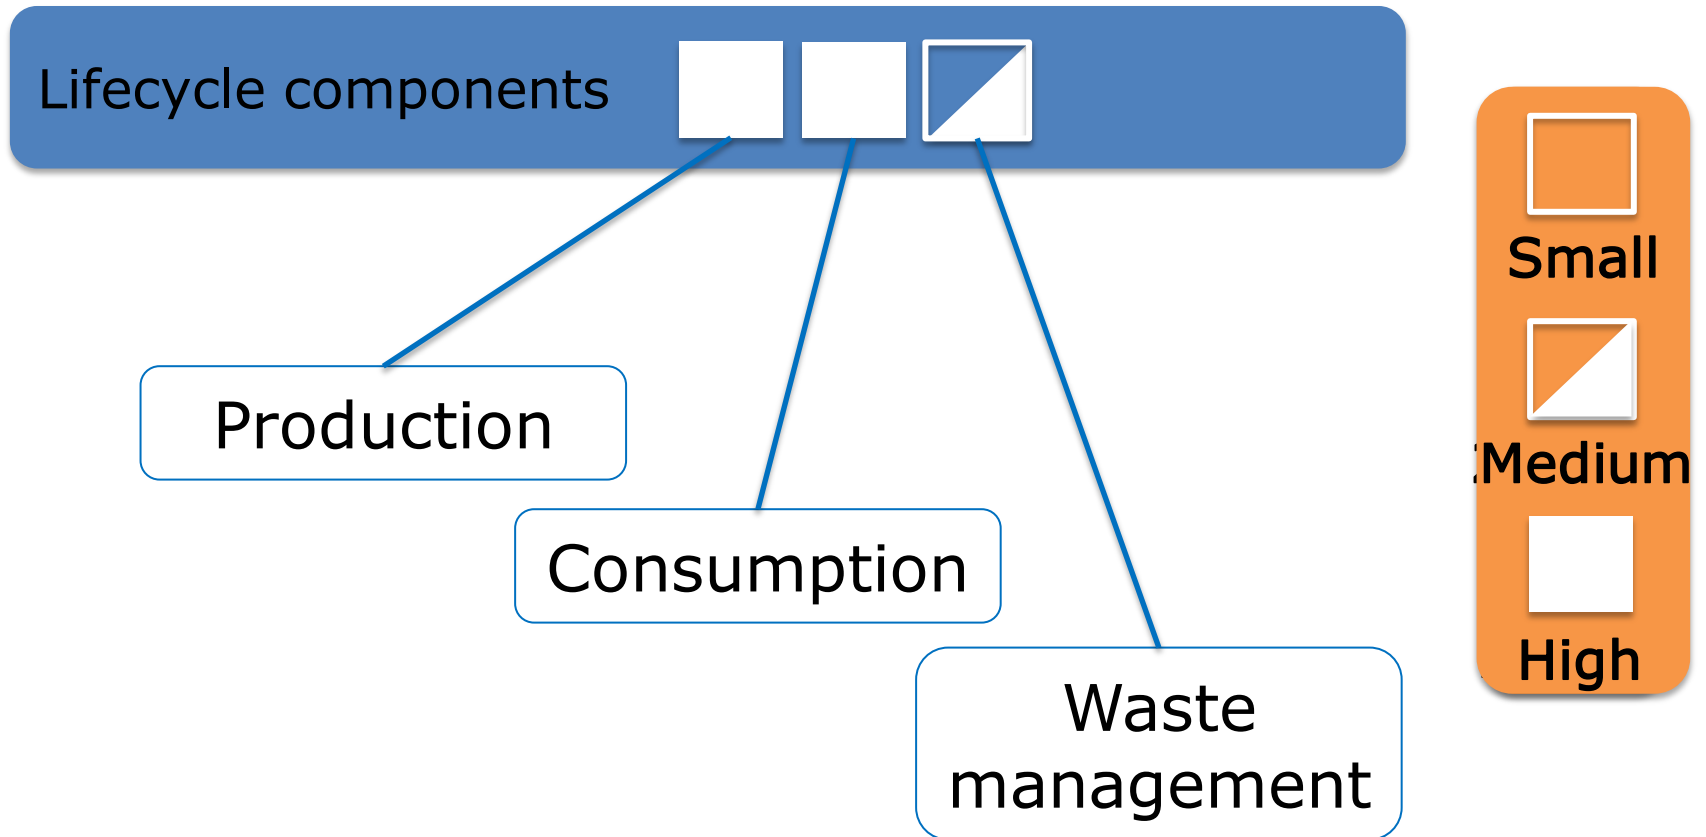 Lifecycle components
Small
Medium
High
Production
Consumption
Waste
management